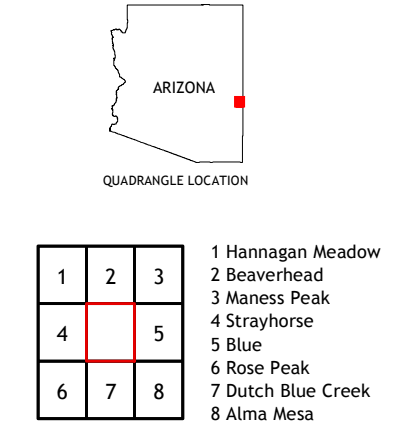 ARIZONA
QUADRANGLE LOCATION
1 2 3
4 5
6 7 8
1 Hannagan Meadow
2 Beaverhead
3 Maness Peak
4 Strayhorse
5 Blue
6 Rose Peak
7 Dutch Blue Creek
8 Alma Mesa